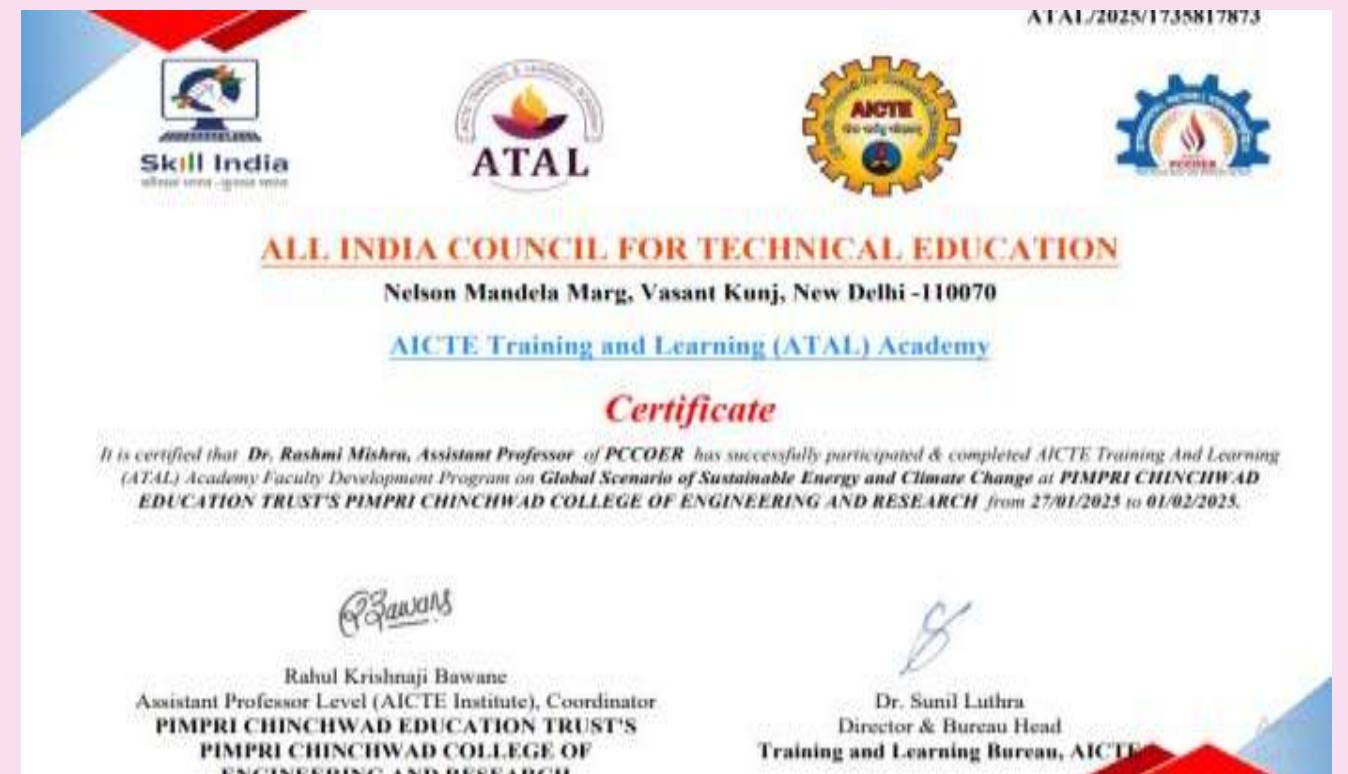 ATAL/2025/1735817873
Skill India
ATAL
AICTE
PCCOER
ALL INDIA COUNCIL FOR TECHNICAL EDUCATION
Nelson Mandela Marg, Vasant Kunj, New Delhi -110070
AICTE Training and Learning (ATAL) Academy
Certificate
It is certified that Dr. Rashmi Mishra, Assistant Professor of PCCOER has successfully participated & completed AICTE Training And Learning
(ATAL) Academy Faculty Development Program on Global Scenario of Sustainable Energy and Climate Change at PIMPRI CHINCHWAD
EDUCATION TRUST'S PIMPRI CHINCHWAD COLLEGE OF ENGINEERING AND RESEARCH from 27/01/2025 to 01/02/2025.
Rahul Krishnaji Bawane
Assistant Professor Level (AICTE Institute), Coordinator
PIMPRI CHINCHWAD EDUCATION TRUST'S
PIMPRI CHINCHWAD COLLEGE OF
ENGINEERING AND RESEARCH
Dr. Sunil Luthra
Director & Bureau Head
Training and Learning Bureau, AICTE